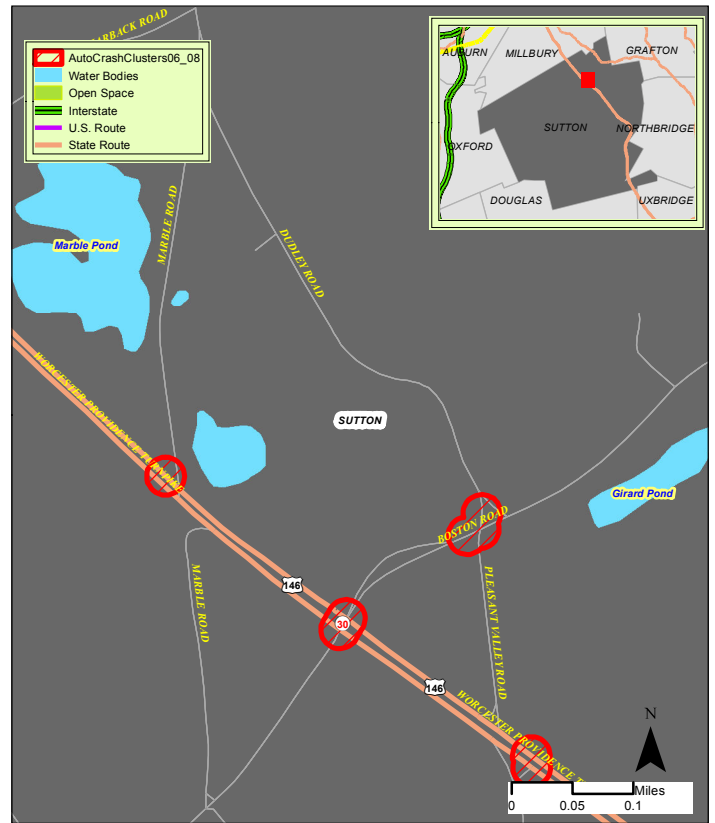 MARBACK ROAD
AutoCrashClusters06_08
Water Bodies
Open Space
Interstate
U.S. Route
State Route
AUBURN
MILLBURY
GRAFTON
SUTTON
NORTHBRIDGE
OXFORD
DOUGLAS
UXBRIDGE
MARBLE ROAD
Marble Pond
DUDLEY ROAD
WORCESTER PROVIDENCE TURNPIKE
SUTTON
Girard Pond
BOSTON ROAD
MARBLE ROAD
PLEASANT VALLEY ROAD
146
30
146
WORCESTER PROVIDENCE T
N
Miles
0 0.05 0.1